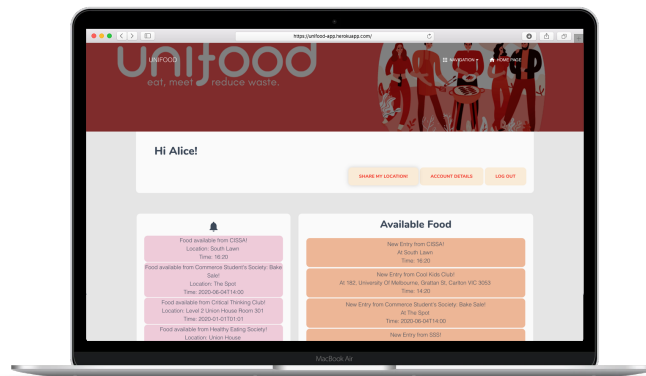 https://unifood-app.herokuapp.com/
UNIFOOD
NAVIGATION
HOME PAGE
unifood
eat, meet reduce waste.
Hi Alice!
SHARE MY LOCATION!
ACCOUNT DETAILS
LOG OUT
Food available from CISSA!
Location: South Lawn
Time: 16:20
Food available from Commerce Student's Society: Bake
Sale!
Location: The Spot
Time: 2020-06-04T14:00
Food available from Critical Thinking Club!
Location: Level 2 Union House Room 301
Time: 2020-01-01T01:01
Food available from Healthy Eating Society!
Location: Union House
Available Food
New Entry from CISSA!
At South Lawn
Time: 16:20
New Entry from Cool Kids Club!
At 182, University Of Melbourne, Grattan St, Carlton VIC 3053
Time: 14:20
New Entry from Commerce Student's Society: Bake Sale!
At The Spot
Time: 2020-06-04T14:00
New Entry from SSS!
MacBook Air